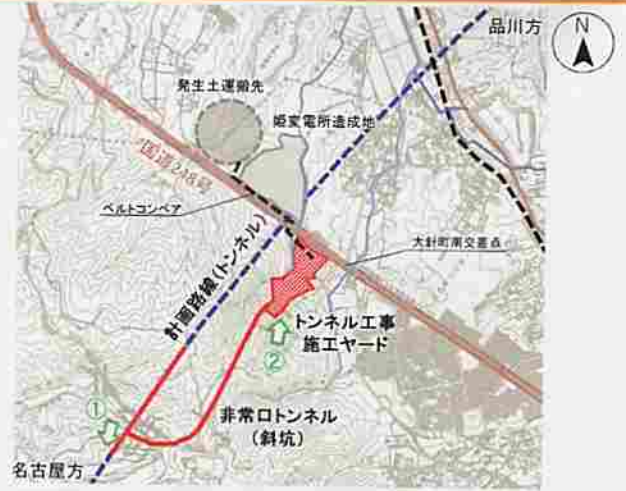 品川方
N
発生土運搬先
姫変電所造成地
国道248号
ベルトコンベア
計画路線(トンネル)
大針町南交差点
トンネル工事
施工ヤード
②
非常口トンネル
(斜坑)
①
名古屋方